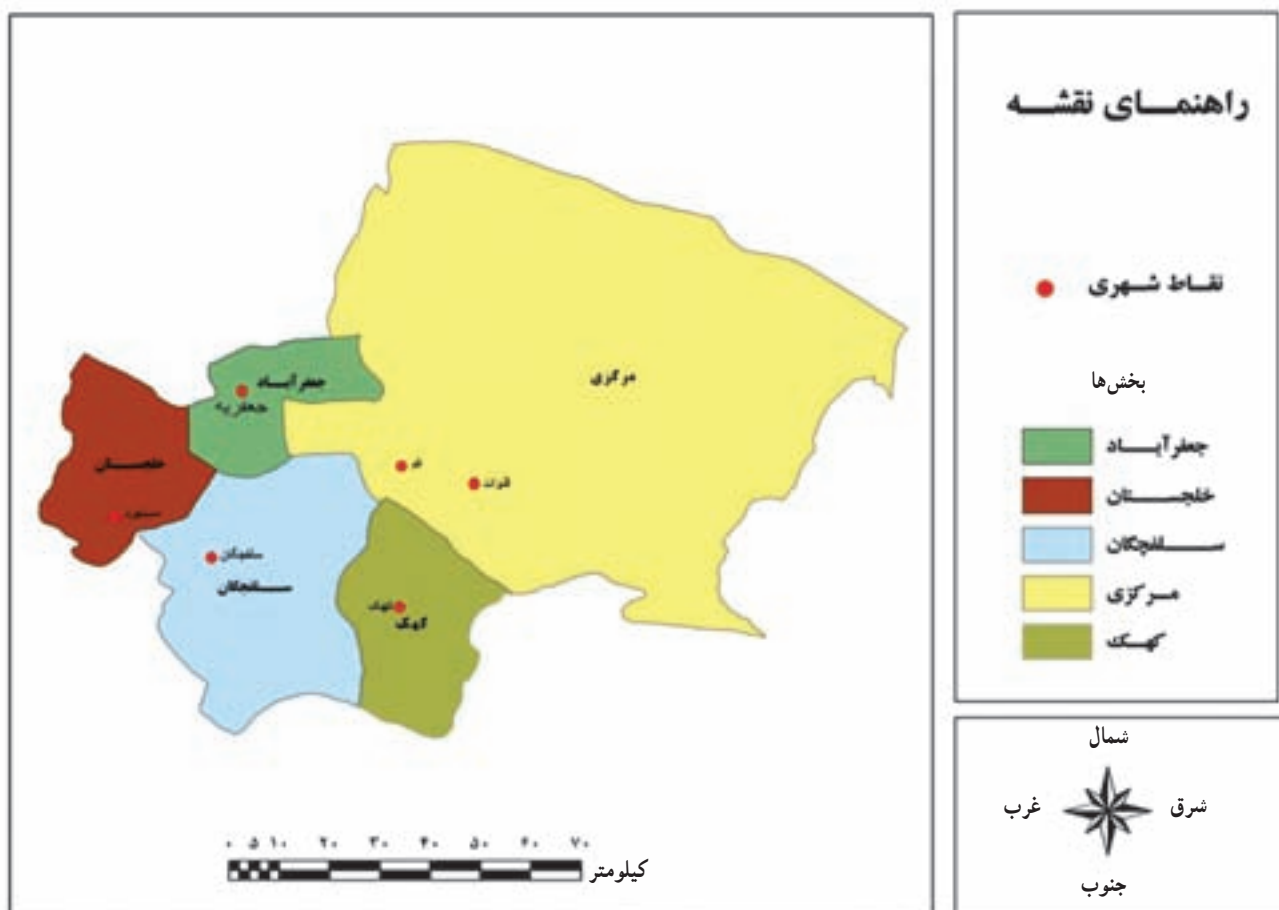 راهنمای نقشه
نقاط شهری
بخش‌ها
جعفرآباد
خلجستان
سلفچگان
مرکزی
کهک
شمال
شرق
غرب
جنوب
مرکزی
جعفرآباد
جعفریه
قم
قنوات
سلفچگان
سلفچگان
کهک
کهک
۰ ۵ ۱۰ ۲۰ ۳۰ ۴۰ ۵۰ ۶۰ ۷۰
کیلومتر